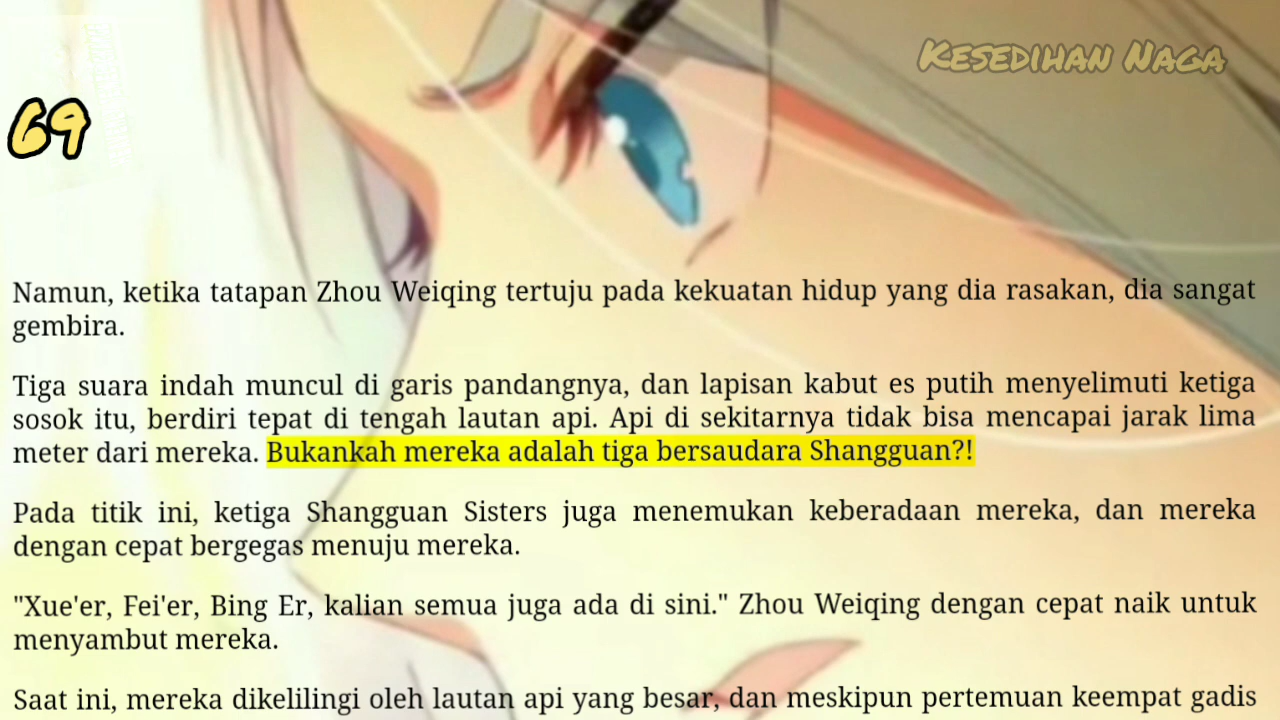 Kesedihan Naga
69
Namun, ketika tatapan Zhou Weiqing tertuju pada kekuatan hidup yang dia rasakan, dia sangat
gembira.
Tiga suara indah muncul di garis pandangnya, dan lapisan kabut es putih menyelimuti ketiga
sosok itu, berdiri tepat di tengah lautan api. Api di sekitarnya tidak bisa mencapai jarak lima
meter dari mereka. Bukankah mereka adalah tiga bersaudara Shangguan?!
Pada titik ini, ketiga Shangguan Sisters juga menemukan keberadaan mereka, dan mereka
dengan cepat bergegas menuju mereka.
"Xue'er, Fei'er, Bing Er, kalian semua juga ada di sini." Zhou Weiqing dengan cepat naik untuk
menyambut mereka.
Saat ini, mereka dikelilingi oleh lautan api yang besar, dan meskipun pertemuan keempat gadis